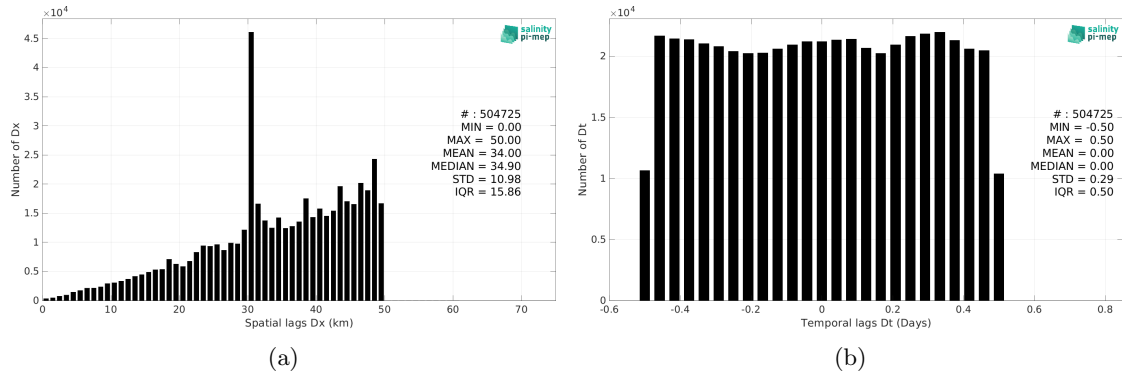 ×10⁴
4.5
4
3.5
3
2.5
2
1.5
1
0.5
0
Number of Dx
salinity
pi-mep
# : 504725
MIN = 0.00
MAX = 50.00
MEAN = 34.00
MEDIAN = 34.90
STD = 10.98
IQR = 15.86
0 10 20 30 40 50 60 70
Spatial lags Dx (km)
(a)
×10⁴
2
1.5
1
0.5
0
Number of Dt
salinity
pi-mep
# : 504725
MIN = -0.50
MAX = 0.50
MEAN = 0.00
MEDIAN = 0.00
STD = 0.29
IQR = 0.50
-0.6 -0.4 -0.2 0 0.2 0.4 0.6 0.8
Temporal lags Dt (Days)
(b)